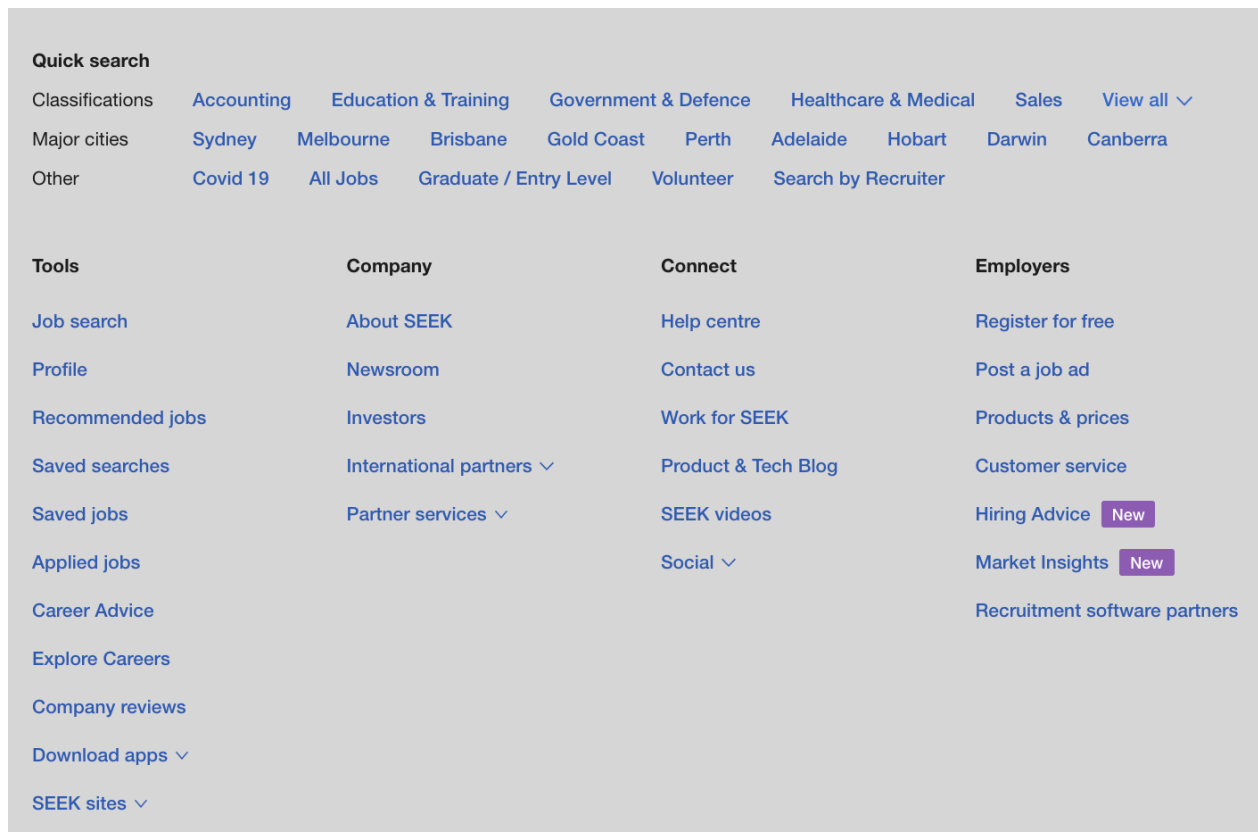 Quick search
Classifications Accounting Education & Training Government & Defence Healthcare & Medical Sales View all
Major cities Sydney Melbourne Brisbane Gold Coast Perth Adelaide Hobart Darwin Canberra
Other Covid 19 All Jobs Graduate / Entry Level Volunteer Search by Recruiter
Tools
Job search
Profile
Recommended jobs
Saved searches
Saved jobs
Applied jobs
Career Advice
Explore Careers
Company reviews
Download apps
SEEK sites
Company
About SEEK
Newsroom
Investors
International partners
Partner services
Connect
Help centre
Contact us
Work for SEEK
Product & Tech Blog
SEEK videos
Social
Employers
Register for free
Post a job ad
Products & prices
Customer service
Hiring Advice New
Market Insights New
Recruitment software partners